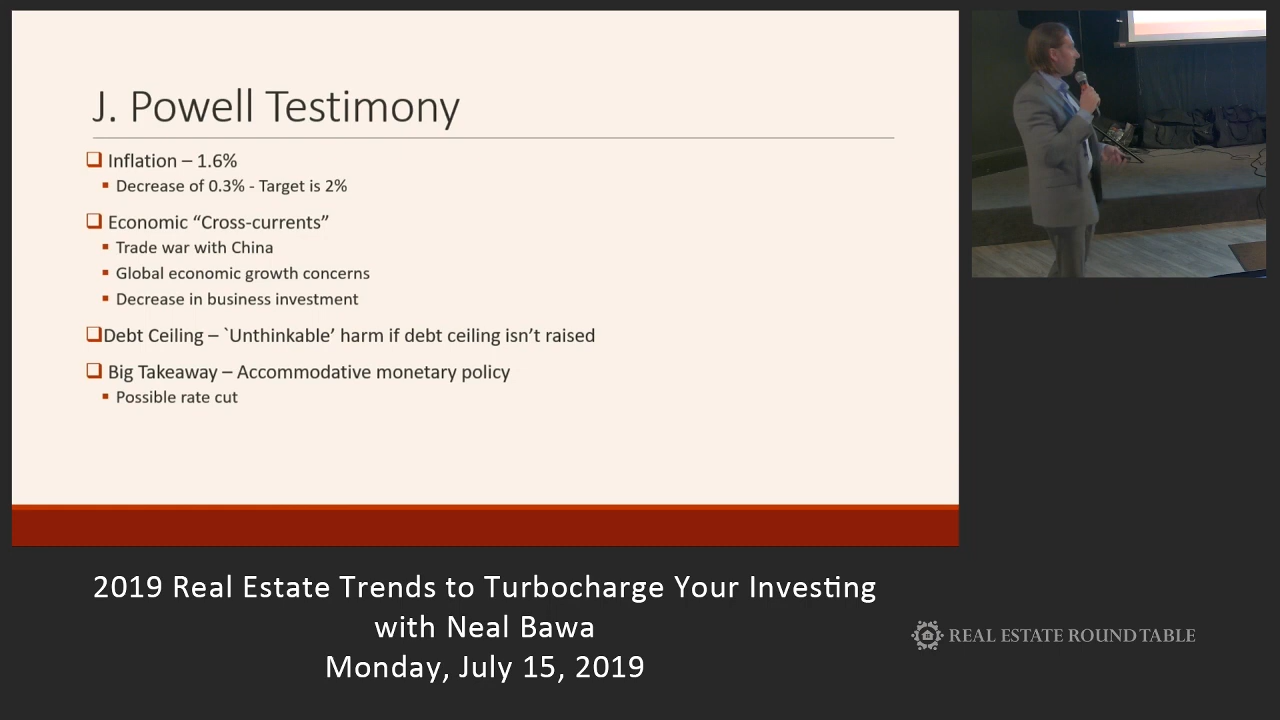 J. Powell Testimony
Inflation – 1.6%
Decrease of 0.3% - Target is 2%
Economic “Cross-currents”
Trade war with China
Global economic growth concerns
Decrease in business investment
Debt Ceiling – `Unthinkable’ harm if debt ceiling isn’t raised
Big Takeaway – Accommodative monetary policy
Possible rate cut
2019 Real Estate Trends to Turbocharge Your Investing
with Neal Bawa
Monday, July 15, 2019
REAL ESTATE ROUND TABLE